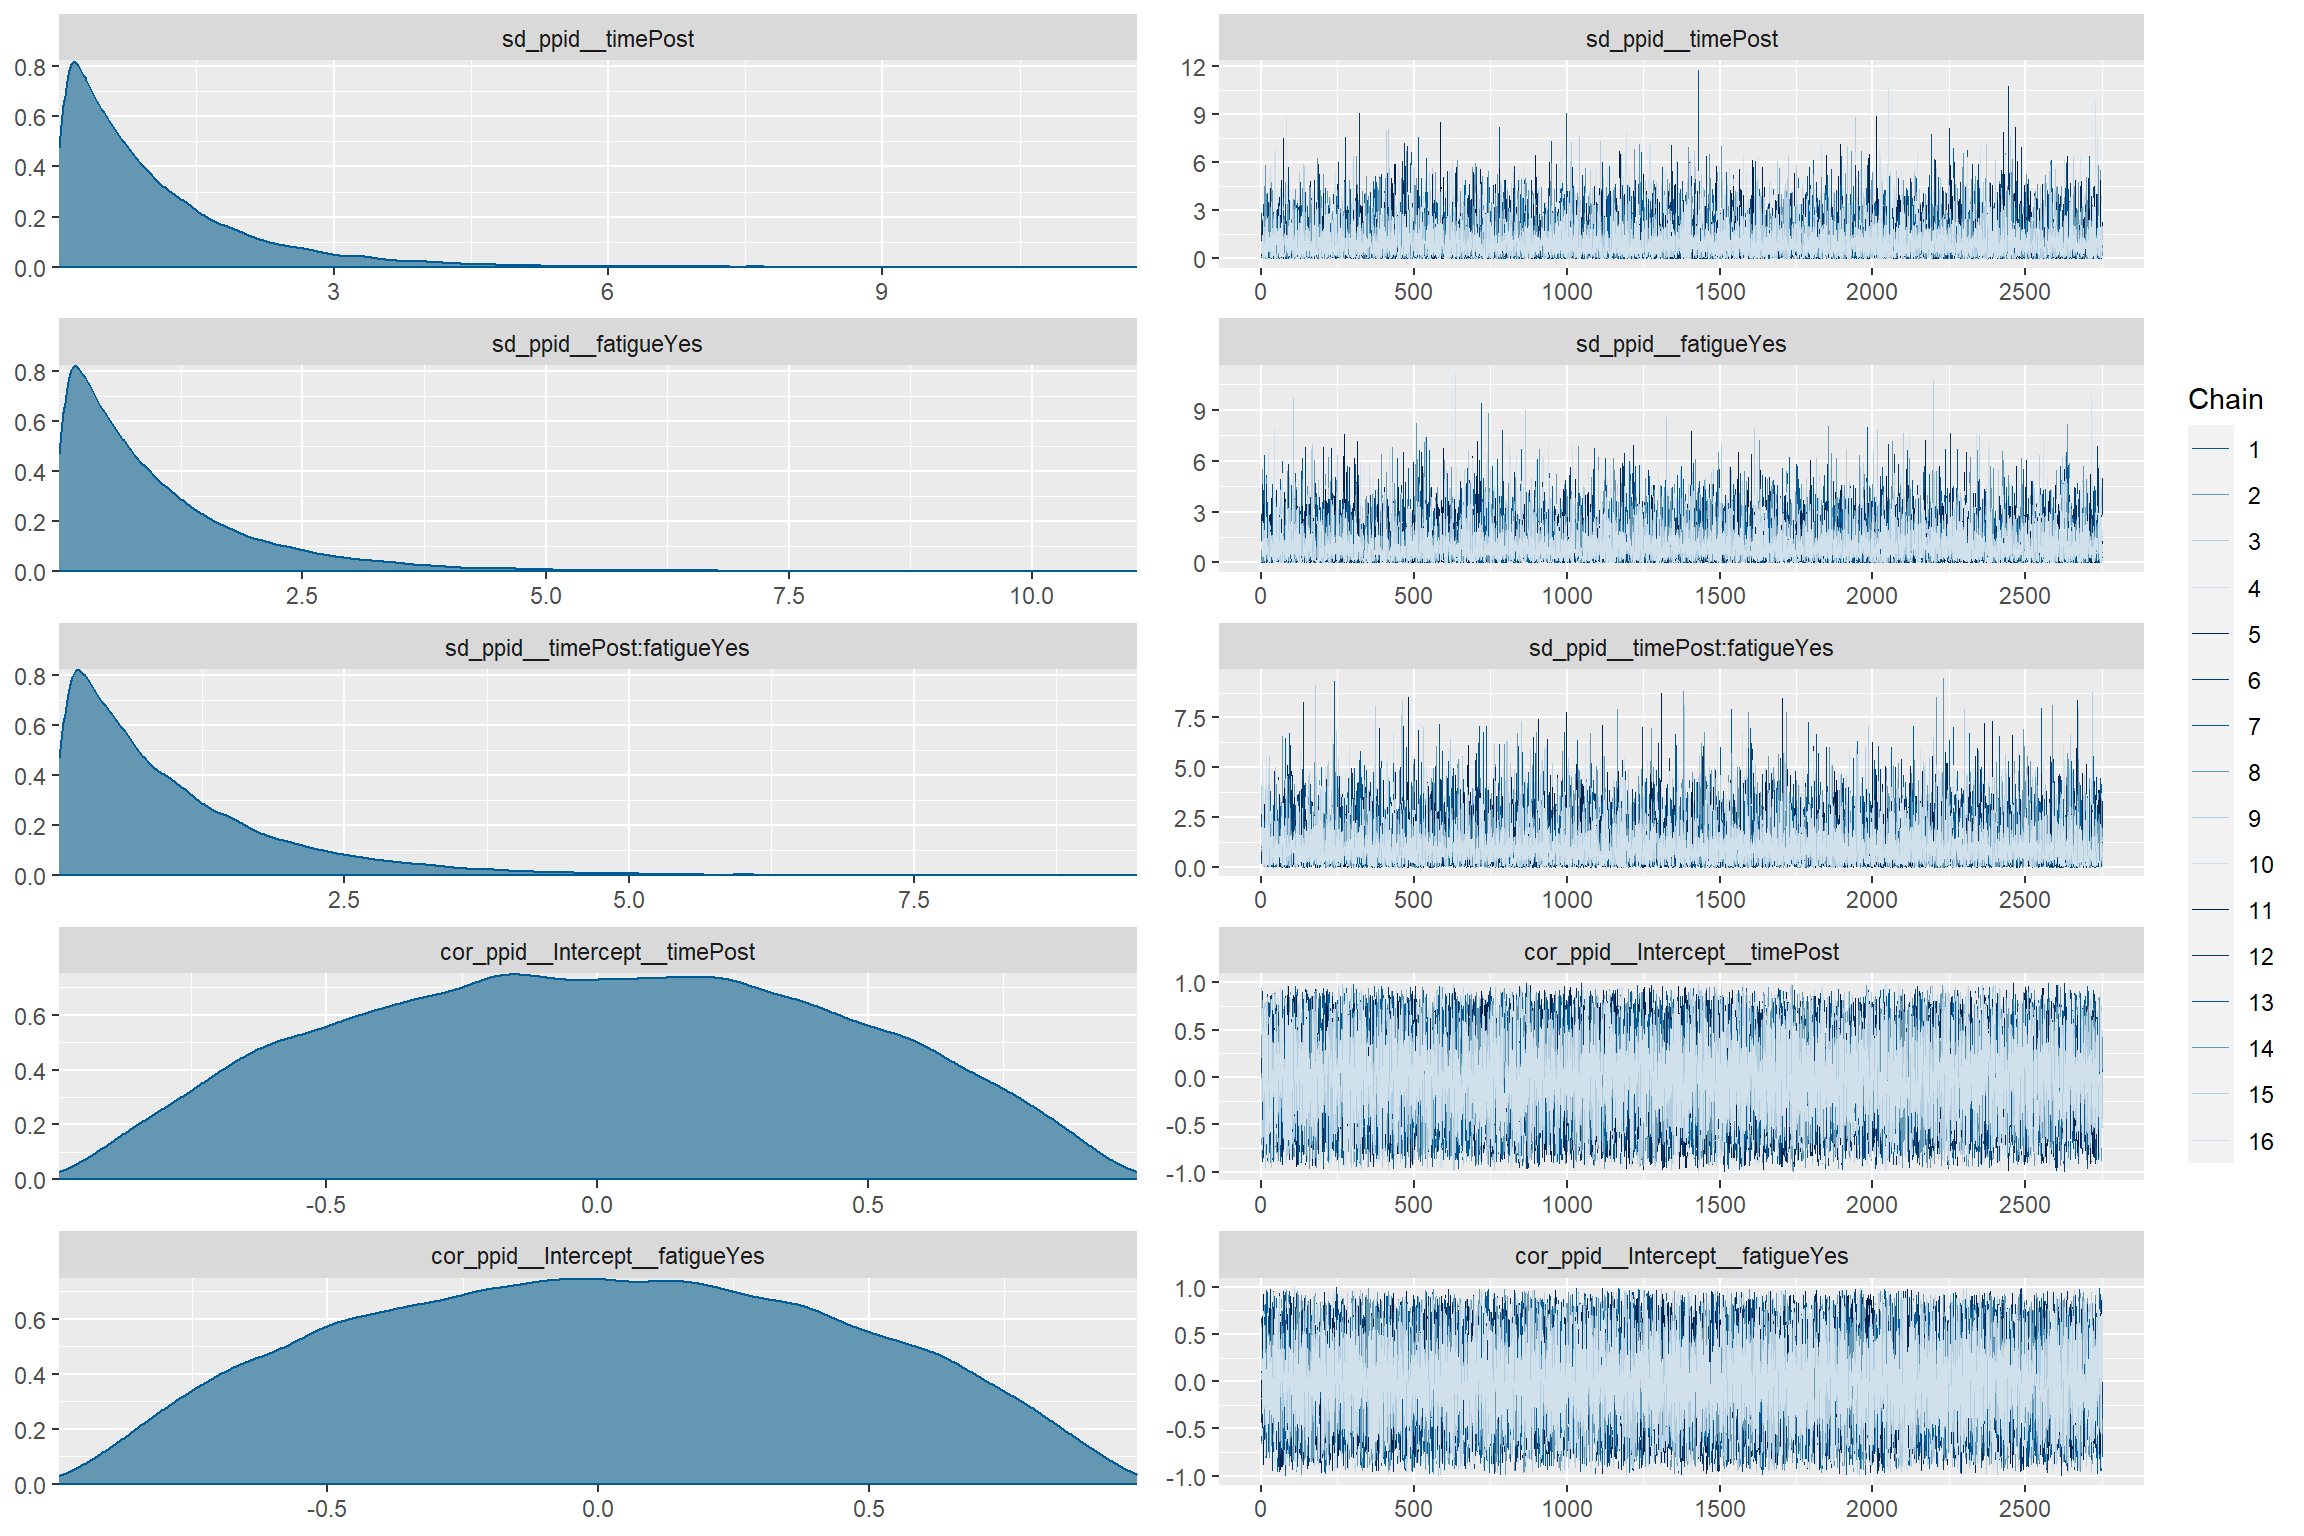 sd_ppid__timePost
0.8
0.6
0.4
0.2
0.0
3 6 9
sd_ppid__timePost
12
9
6
3
0
0 500 1000 1500 2000 2500
sd_ppid__fatigueYes
0.8
0.6
0.4
0.2
0.0
2.5 5.0 7.5 10.0
sd_ppid__fatigueYes
9
6
3
0
0 500 1000 1500 2000 2500
sd_ppid__timePost:fatigueYes
0.8
0.6
0.4
0.2
0.0
2.5 5.0 7.5
sd_ppid__timePost:fatigueYes
7.5
5.0
2.5
0.0
0 500 1000 1500 2000 2500
cor_ppid__Intercept__timePost
0.6
0.4
0.2
0.0
-0.5 0.0 0.5
cor_ppid__Intercept__timePost
1.0
0.5
0.0
-0.5
-1.0
0 500 1000 1500 2000 2500
cor_ppid__Intercept__fatigueYes
0.6
0.4
0.2
0.0
-0.5 0.0 0.5
cor_ppid__Intercept__fatigueYes
1.0
0.5
0.0
-0.5
-1.0
0 500 1000 1500 2000 2500
Chain
1
2
3
4
5
6
7
8
9
10
11
12
13
14
15
16